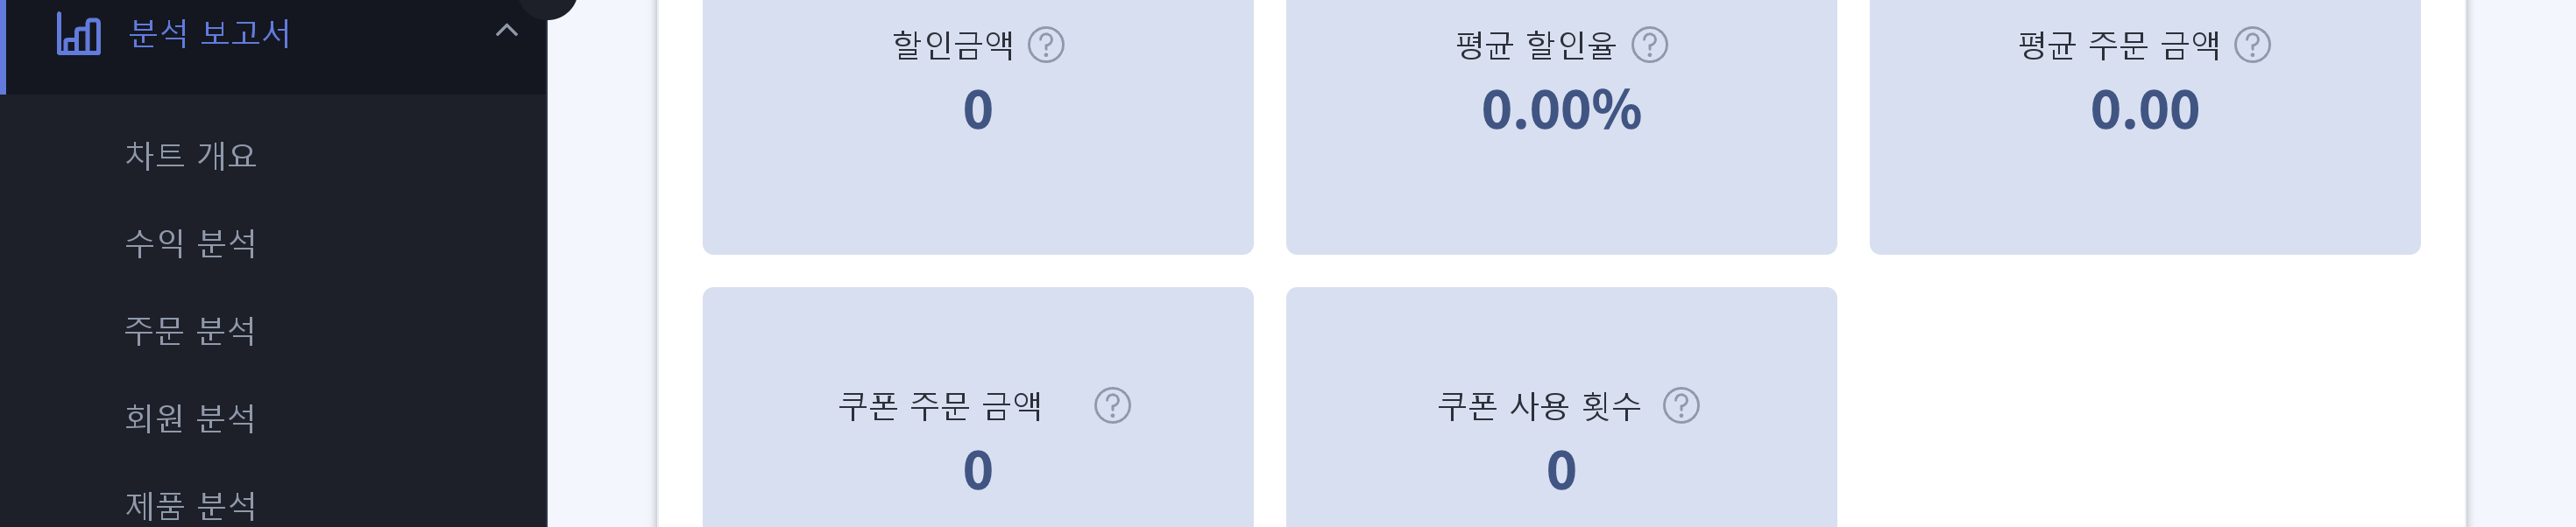 분석 보고서
차트 개요
수익 분석
주문 분석
회원 분석
제품 분석
할인금액
0
평균 할인율
0.00%
평균 주문 금액
0.00
쿠폰 주문 금액
0
쿠폰 사용 횟수
0